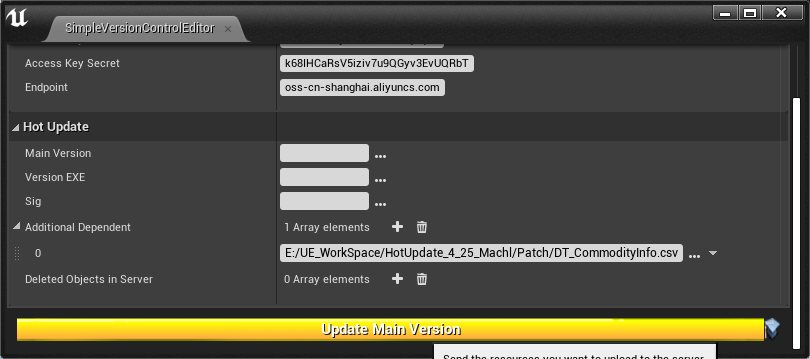 SimpleVersionControlEditor
Access Key Secret k68IHCaRsV5iziv7u9QGyv3EvUQRbT
Endpoint oss-cn-shanghai.aliyuncs.com
Hot Update
Main Version ...
Version EXE ...
Sig ...
Additional Dependent 1 Array elements
0 E:/UE_WorkSpace/HotUpdate_4_25_Machl/Patch/DT_CommodityInfo.csv ...
Deleted Objects in Server 0 Array elements
Update Main Version
Send the resources you want to upload to the server